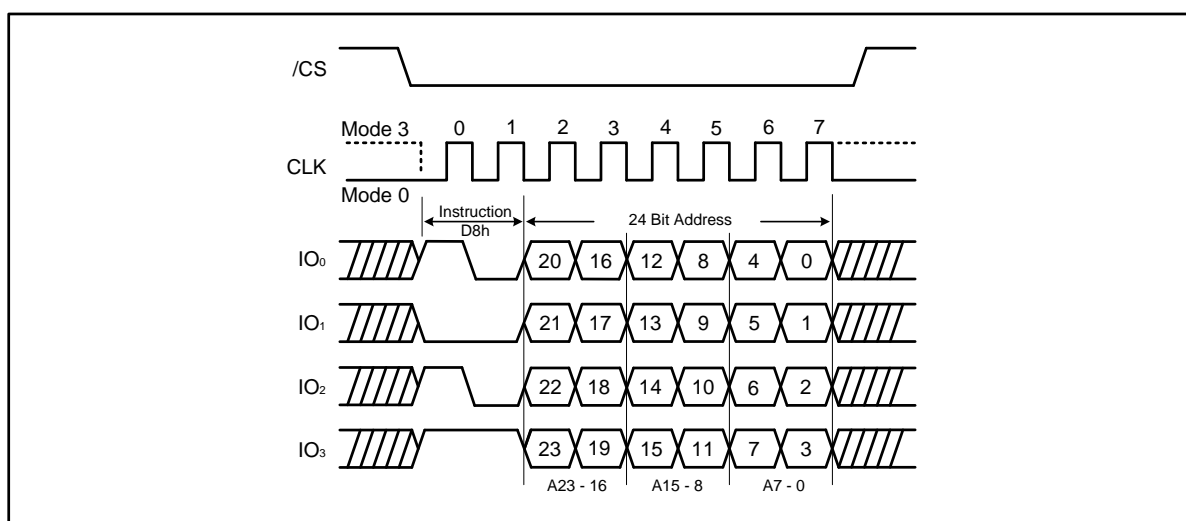 /CS
Mode 3 0 1 2 3 4 5 6 7
CLK
Mode 0
Instruction
D8h
24 Bit Address
IO₀ 20 16 12 8 4 0
IO₁ 21 17 13 9 5 1
IO₂ 22 18 14 10 6 2
IO₃ 23 19 15 11 7 3
A23 - 16 A15 - 8 A7 - 0